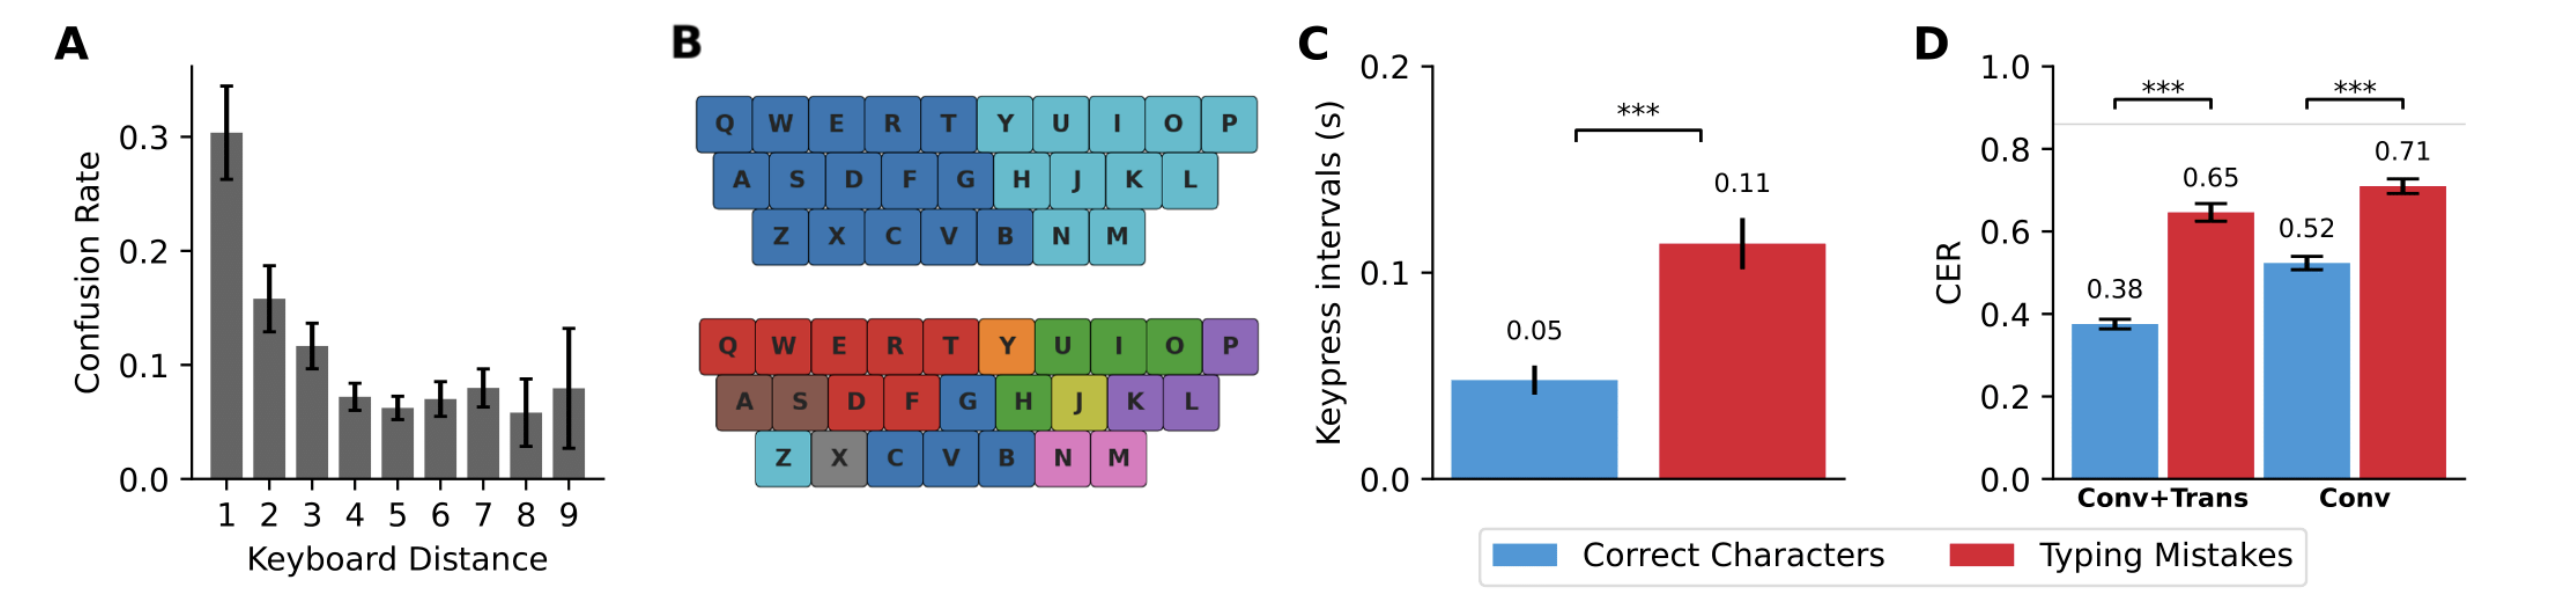 A
Confusion Rate
0.3
0.2
0.1
0.0
1 2 3 4 5 6 7 8 9
Keyboard Distance
B
Q W E R T Y U I O P
A S D F G H J K L
Z X C V B N M
Q W E R T Y U I O P
A S D F G H J K L
Z X C V B N M
C
Keypress intervals (s)
0.2
0.1
0.0
***
0.05
0.11
D
CER
1.0
0.8
0.6
0.4
0.2
0.0
*** ***
0.38
0.65
0.52
0.71
Conv+Trans Conv
Correct Characters Typing Mistakes